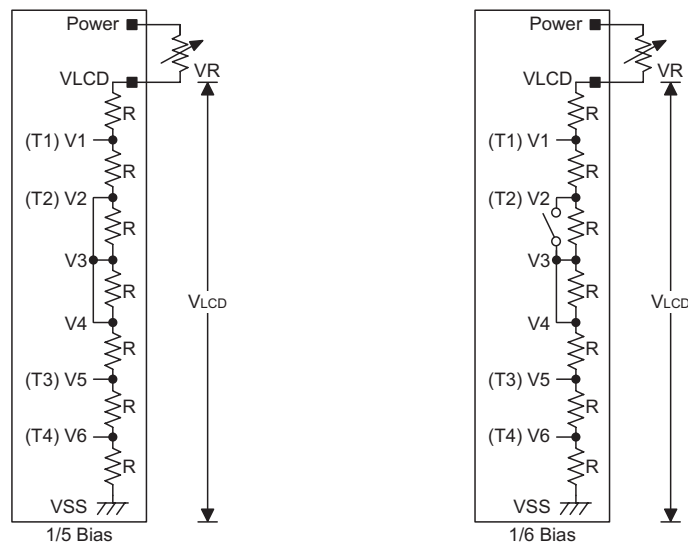 Power
VR
VLCD
R
(T1) V1
R
(T2) V2
R
V3
R
VLCD
V4
R
(T3) V5
R
(T4) V6
R
VSS
1/5 Bias
Power
VR
VLCD
R
(T1) V1
R
(T2) V2
R
V3
R
VLCD
V4
R
(T3) V5
R
(T4) V6
R
VSS
1/6 Bias